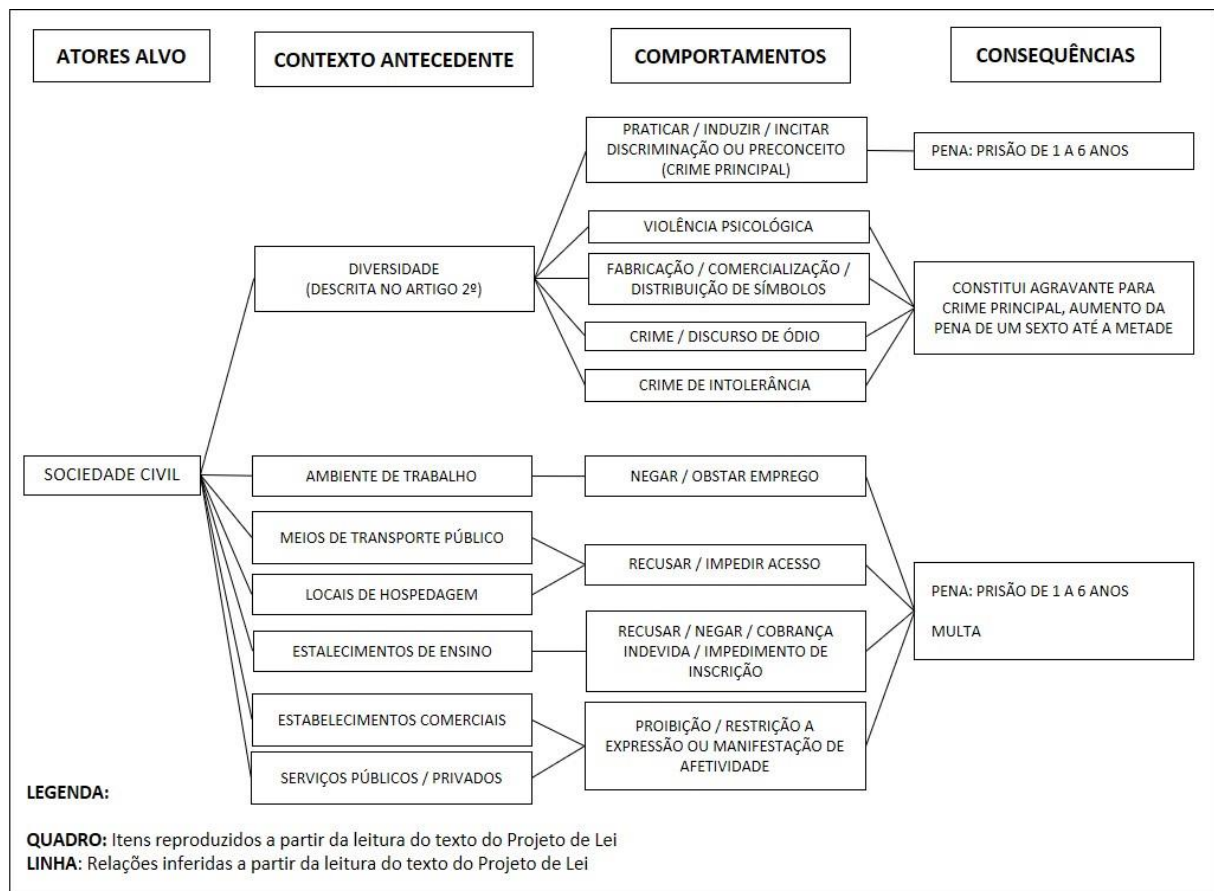 ATORES ALVO
CONTEXTO ANTECEDENTE
COMPORTAMENTOS
CONSEQUÊNCIAS
PRATICAR / INDUZIR / INCITAR
DISCRIMINAÇÃO OU PRECONCEITO
(CRIME PRINCIPAL)
PENA: PRISÃO DE 1 A 6 ANOS
VIOLÊNCIA PSICOLÓGICA
DIVERSIDADE
(DESCRITA NO ARTIGO 2º)
FABRICAÇÃO / COMERCIALIZAÇÃO /
DISTRIBUIÇÃO DE SÍMBOLOS
CONSTITUI AGRAVANTE PARA
CRIME PRINCIPAL, AUMENTO DA
PENA DE UM SEXTO ATÉ A METADE
CRIME / DISCURSO DE ÓDIO
CRIME DE INTOLERÂNCIA
SOCIEDADE CIVIL
AMBIENTE DE TRABALHO
NEGAR / OBSTAR EMPREGO
MEIOS DE TRANSPORTE PÚBLICO
RECUSAR / IMPEDIR ACESSO
LOCAIS DE HOSPEDAGEM
PENA: PRISÃO DE 1 A 6 ANOS
MULTA
ESTALECIMENTOS DE ENSINO
RECUSAR / NEGAR / COBRANÇA
INDEVIDA / IMPEDIMENTO DE
INSCRIÇÃO
ESTABELECIMENTOS COMERCIAIS
PROIBIÇÃO / RESTRIÇÃO A
EXPRESSÃO OU MANIFESTAÇÃO DE
AFETIVIDADE
SERVIÇOS PÚBLICOS / PRIVADOS
LEGENDA:
QUADRO: Itens reproduzidos a partir da leitura do texto do Projeto de Lei
LINHA: Relações inferidas a partir da leitura do texto do Projeto de Lei